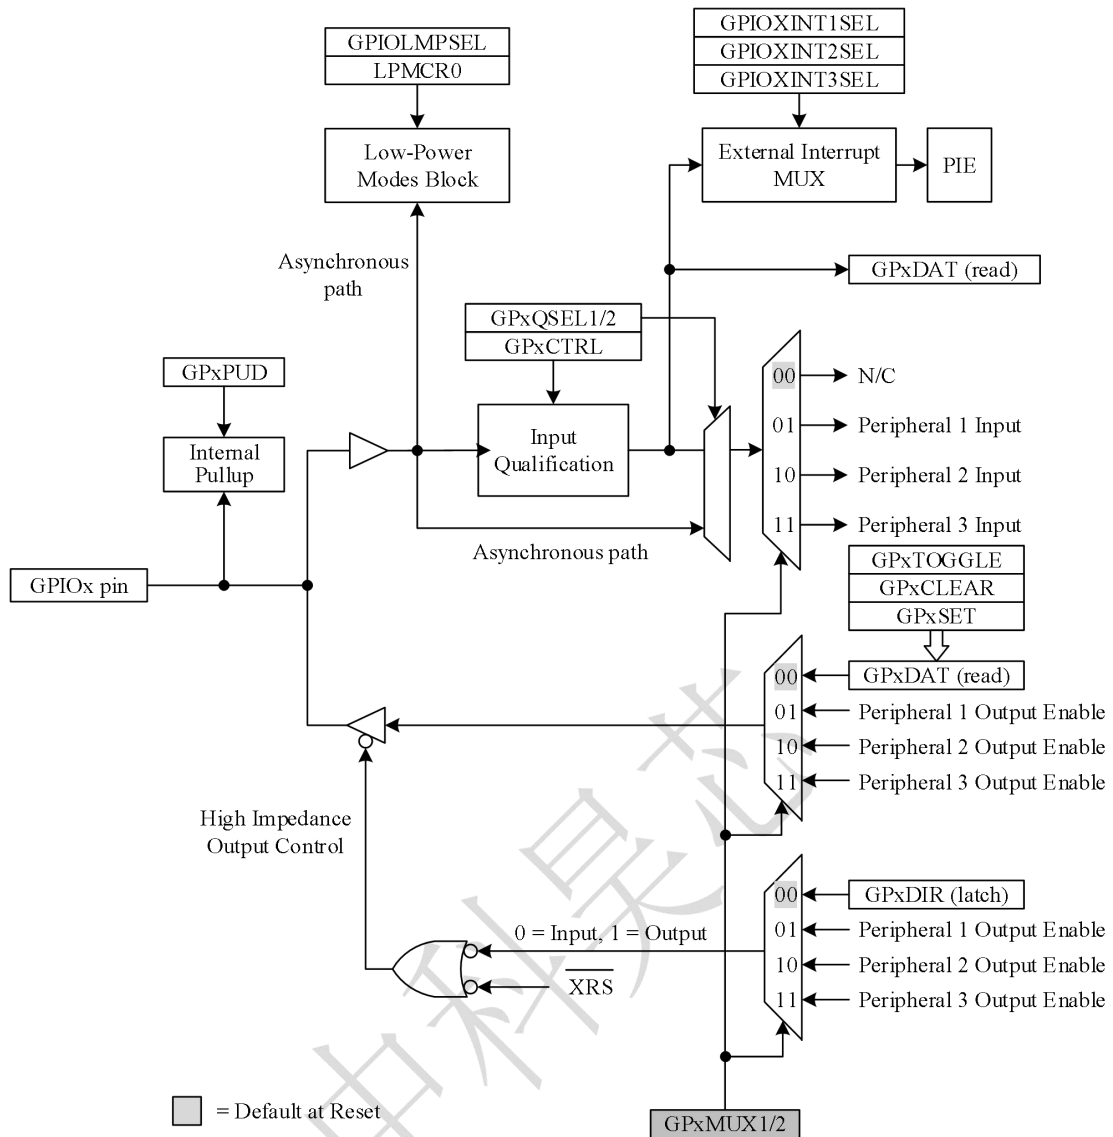 GPIOXINT1SEL
GPIOXINT2SEL
GPIOXINT3SEL
GPIOLMPSEL
LPMCR0
Low-Power
Modes Block
External Interrupt
MUX
PIE
Asynchronous
path
GPxDAT (read)
GPxQSEL1/2
GPxCTRL
GPxPUD
Internal
Pullup
Input
Qualification
00
N/C
01
Peripheral 1 Input
10
Peripheral 2 Input
11
Peripheral 3 Input
Asynchronous path
GPIOx pin
GPxTOGGLE
GPxCLEAR
GPxSET
00
GPxDAT (read)
01
Peripheral 1 Output Enable
10
Peripheral 2 Output Enable
11
Peripheral 3 Output Enable
High Impedance
Output Control
00
GPxDIR (latch)
0 = Input, 1 = Output
01
Peripheral 1 Output Enable
10
Peripheral 2 Output Enable
XRS
11
Peripheral 3 Output Enable
= Default at Reset
GPxMUX1/2
中科昊芯